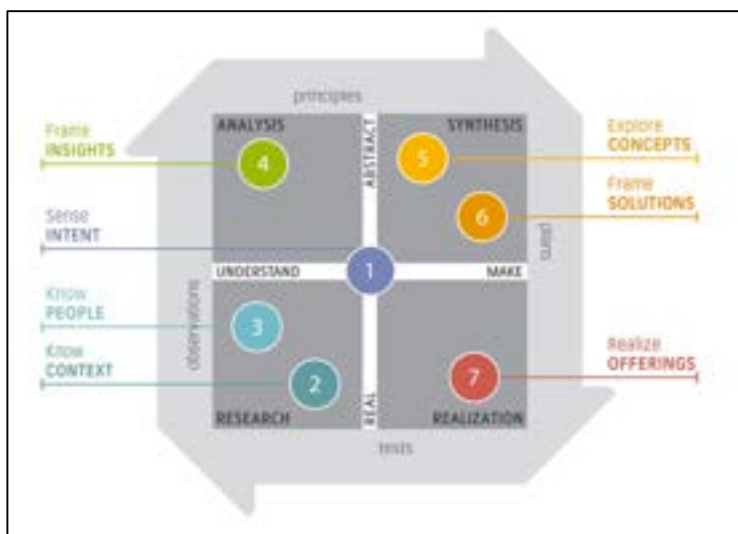 principles
ANALYSIS
SYNTHESIS
ABSTRACT
Frame
INSIGHTS
4
5
Explore
CONCEPTS
6
Frame
SOLUTIONS
Sense
INTENT
1
UNDERSTAND
MAKE
plans
observations
Know
PEOPLE
3
Know
CONTEXT
2
7
Realize
OFFERINGS
REAL
RESEARCH
REALIZATION
tests